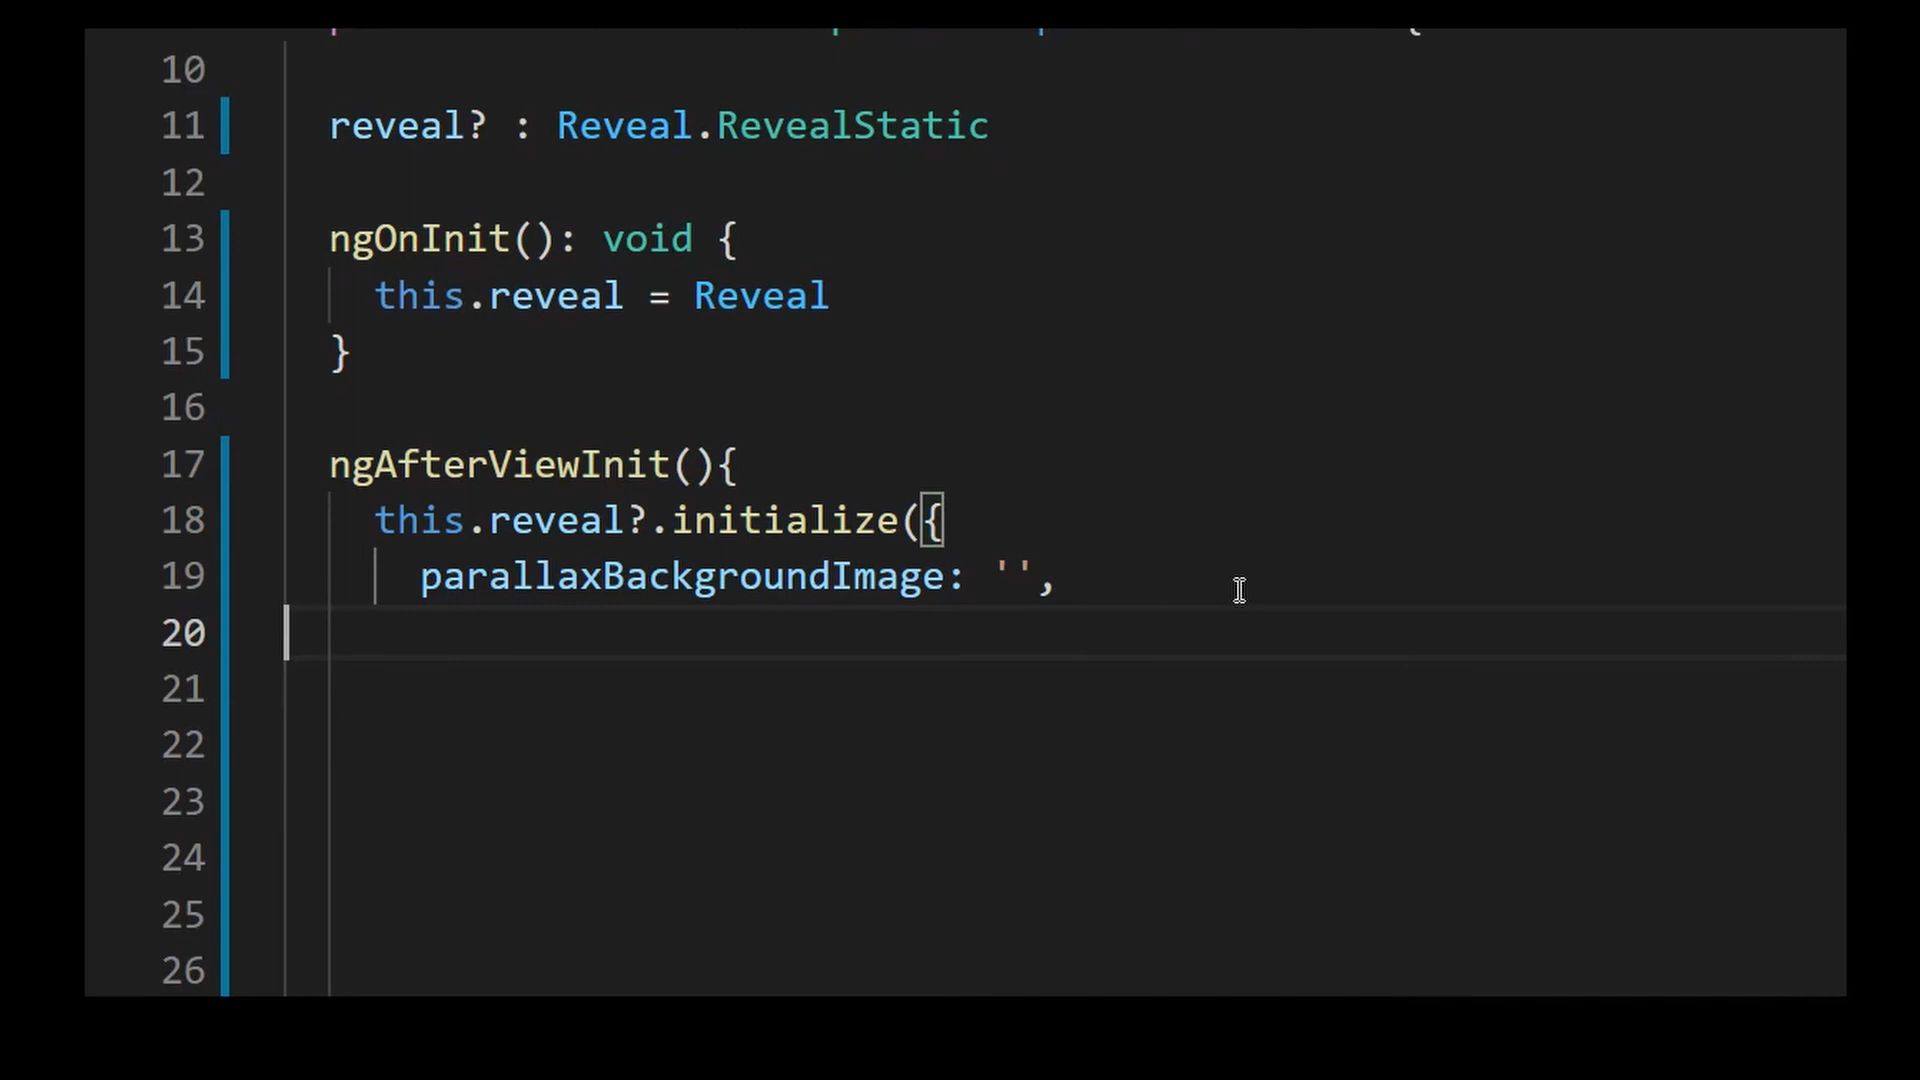 10
11 reveal? : Reveal.RevealStatic
12
13 ngOnInit(): void {
14 this.reveal = Reveal
15 }
16
17 ngAfterViewInit(){
18 this.reveal?.initialize({
19 parallaxBackgroundImage: '',
20
21
22
23
24
25
26